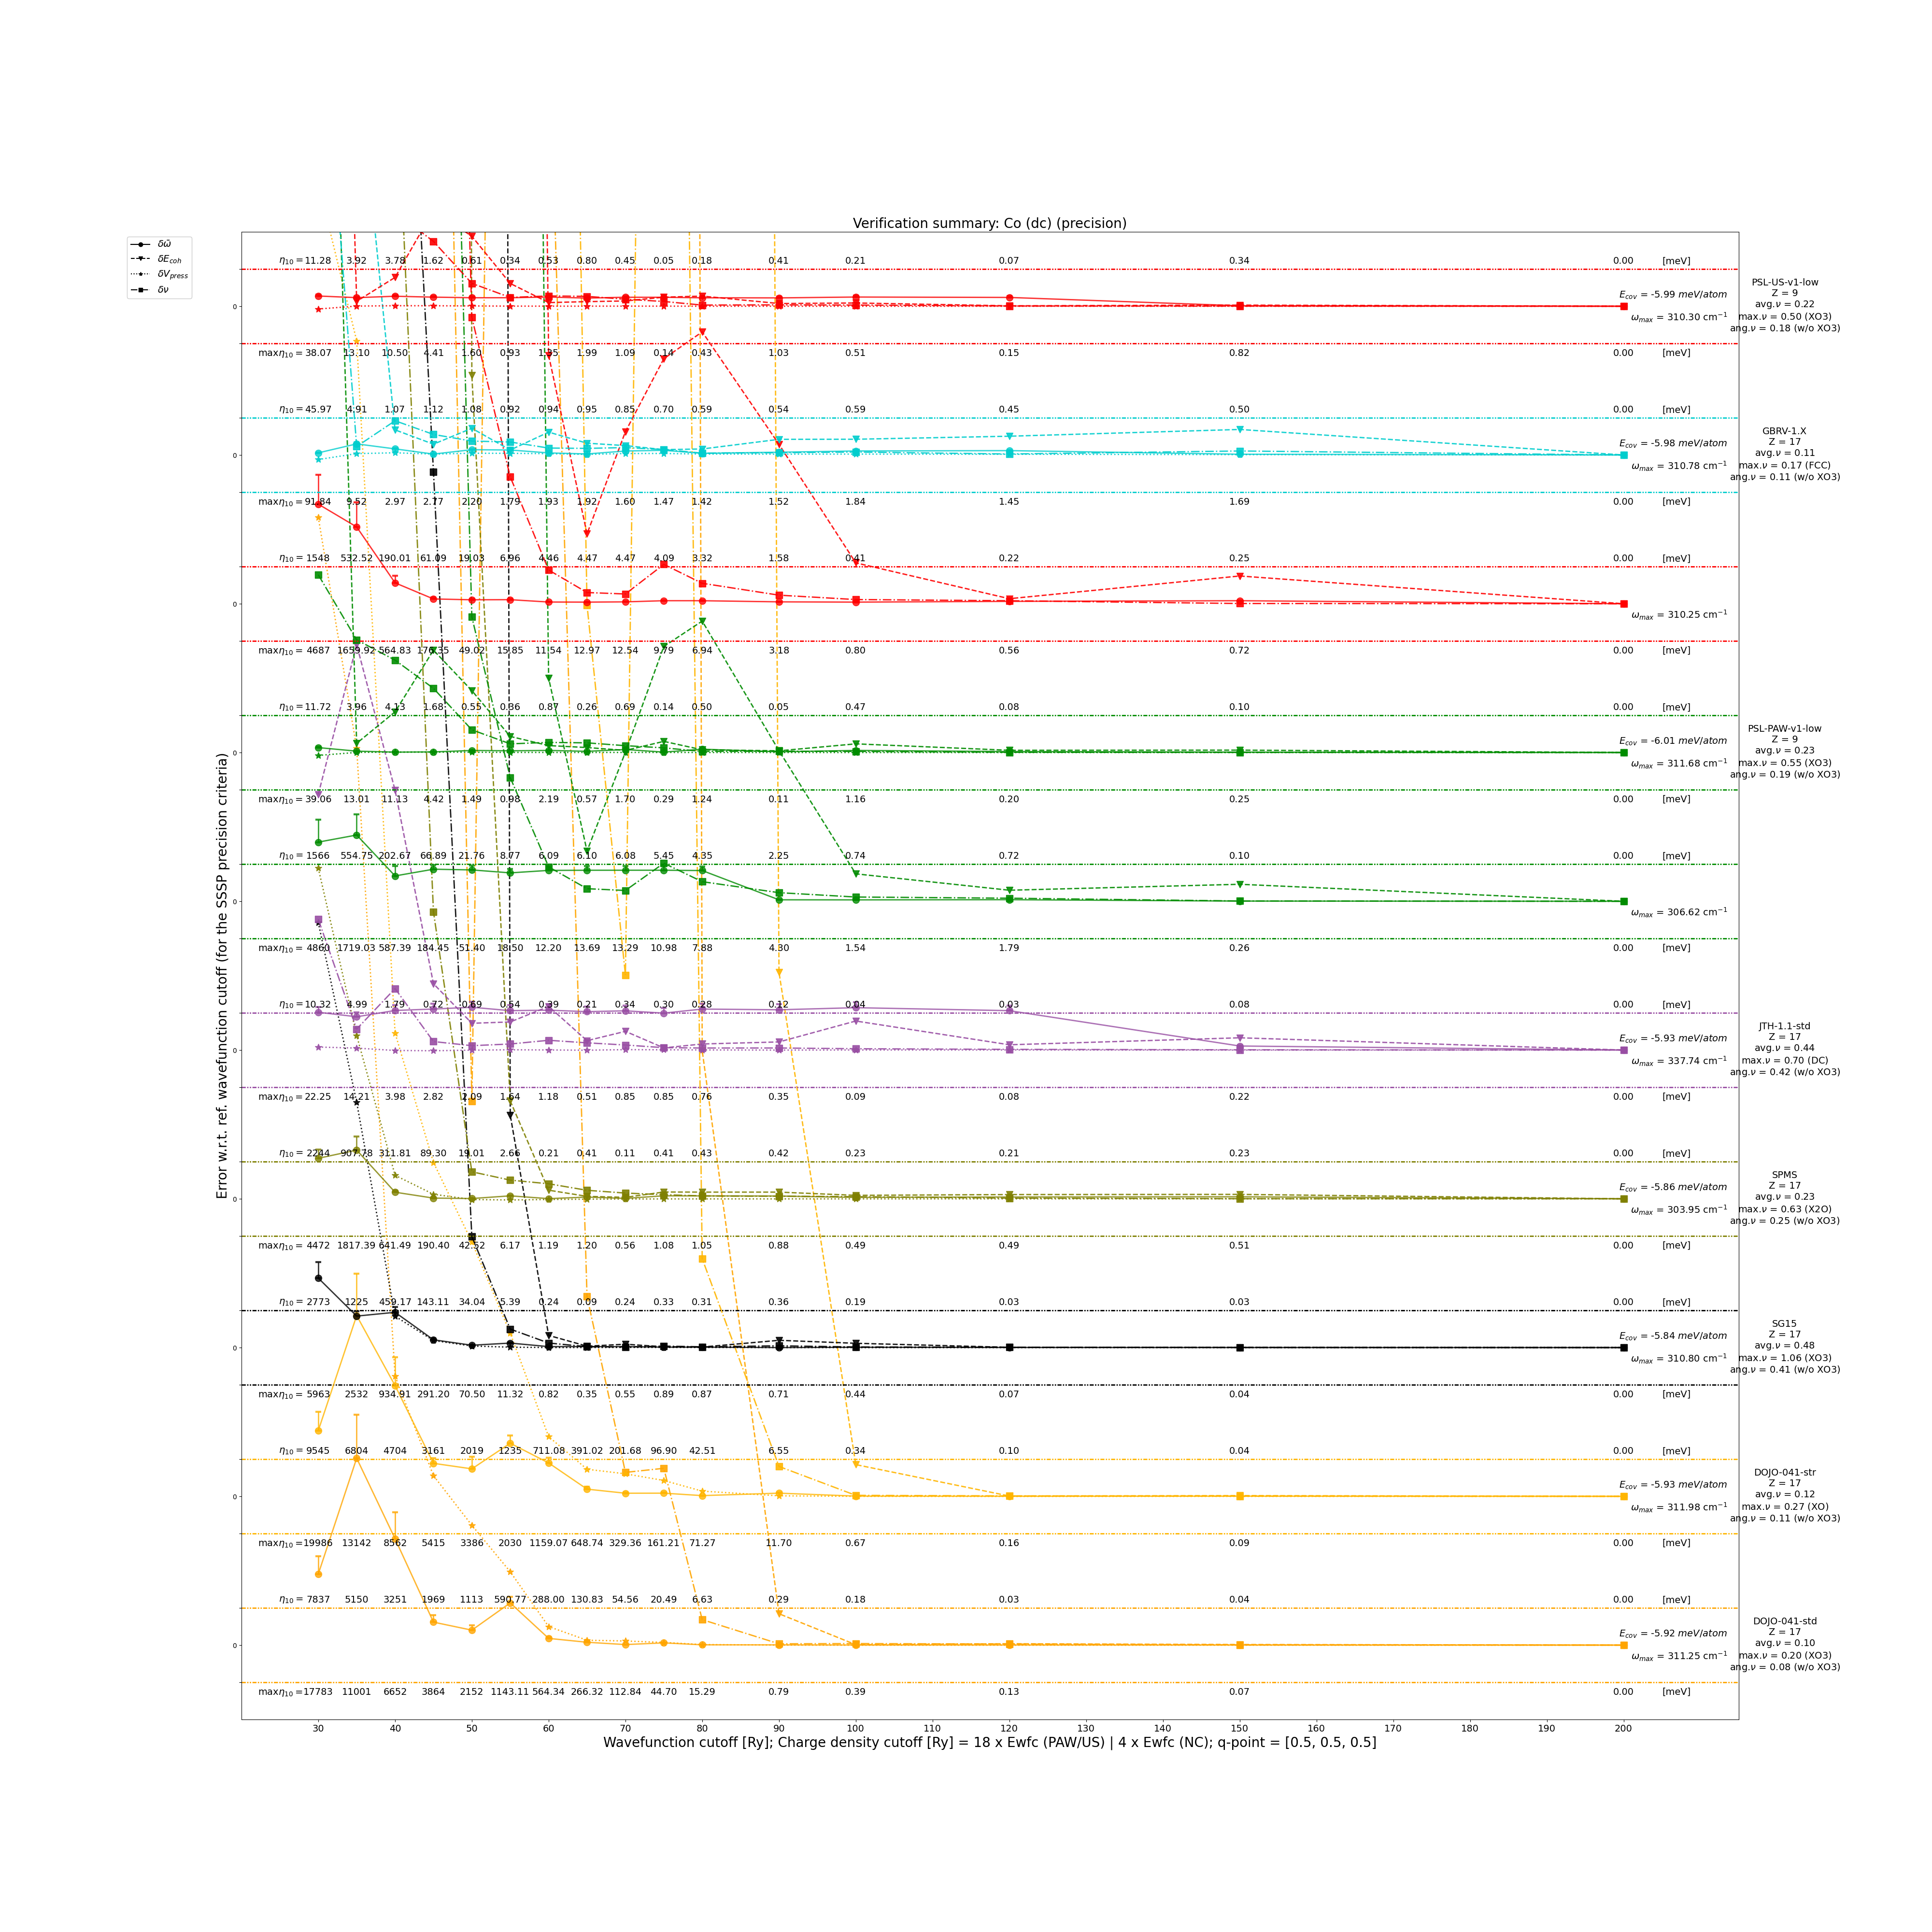 Verification summary: Co (dc) (precision)
δω̄
δE_coh
δV_press
δν
Error w.r.t. ref. wavefunction cutoff (for the SSSP precision criteria)
η₁₀ = 11.28 3.92 3.78 1.62 0.61 0.34 0.53 0.80 0.45 0.05 0.18 0.41 0.21 0.07 0.34 0.00 [meV]
0
E_cov = -5.99 meV/atom
ω_max = 310.30 cm⁻¹
PSL-US-v1-low
Z = 9
avg.ν = 0.22
max.ν = 0.50 (XO3)
ang.ν = 0.18 (w/o XO3)
maxη₁₀ = 38.07 13.10 10.50 4.41 1.60 0.93 1.35 1.99 1.09 0.14 0.43 1.03 0.51 0.15 0.82 0.00 [meV]
η₁₀ = 45.97 4.91 1.07 1.12 1.08 0.92 0.94 0.95 0.85 0.70 0.59 0.54 0.59 0.45 0.50 0.00 [meV]
0
E_cov = -5.98 meV/atom
ω_max = 310.78 cm⁻¹
GBRV-1.X
Z = 17
avg.ν = 0.11
max.ν = 0.17 (FCC)
ang.ν = 0.11 (w/o XO3)
maxη₁₀ = 91.84 9.52 2.97 2.77 2.20 1.79 1.93 1.92 1.60 1.47 1.42 1.52 1.84 1.45 1.69 0.00 [meV]
η₁₀ = 1548 532.52 190.01 61.09 19.03 6.96 4.46 4.47 4.47 4.09 3.32 1.58 0.41 0.22 0.25 0.00 [meV]
0
ω_max = 310.25 cm⁻¹
maxη₁₀ = 4687 1659.92 564.83 176.35 49.02 15.85 11.54 12.97 12.54 9.79 6.94 3.18 0.80 0.56 0.72 0.00 [meV]
η₁₀ = 11.72 3.96 4.13 1.68 0.55 0.36 0.87 0.26 0.69 0.14 0.50 0.05 0.47 0.08 0.10 0.00 [meV]
0
E_cov = -6.01 meV/atom
ω_max = 311.68 cm⁻¹
PSL-PAW-v1-low
Z = 9
avg.ν = 0.23
max.ν = 0.55 (XO3)
ang.ν = 0.19 (w/o XO3)
maxη₁₀ = 39.06 13.01 11.13 4.42 1.49 0.98 2.19 0.57 1.70 0.29 1.24 0.11 1.16 0.20 0.25 0.00 [meV]
η₁₀ = 1566 554.75 202.67 66.89 21.76 8.77 6.09 6.10 6.08 5.45 4.35 2.25 0.74 0.72 0.10 0.00 [meV]
0
ω_max = 306.62 cm⁻¹
maxη₁₀ = 4860 1719.03 587.39 184.45 51.40 18.50 12.20 13.69 13.29 10.98 7.88 4.30 1.54 1.79 0.26 0.00 [meV]
η₁₀ = 10.32 4.99 1.79 0.72 0.69 0.54 0.39 0.21 0.34 0.30 0.28 0.12 0.04 0.03 0.08 0.00 [meV]
0
E_cov = -5.93 meV/atom
ω_max = 337.74 cm⁻¹
JTH-1.1-std
Z = 17
avg.ν = 0.44
max.ν = 0.70 (DC)
ang.ν = 0.42 (w/o XO3)
maxη₁₀ = 22.25 14.21 3.98 2.82 2.09 1.64 1.18 0.51 0.85 0.85 0.76 0.35 0.09 0.08 0.22 0.00 [meV]
η₁₀ = 2244 907.78 311.81 89.30 19.01 2.66 0.21 0.41 0.11 0.41 0.43 0.42 0.23 0.21 0.23 0.00 [meV]
0
E_cov = -5.86 meV/atom
ω_max = 303.95 cm⁻¹
SPMS
Z = 17
avg.ν = 0.23
max.ν = 0.63 (X2O)
ang.ν = 0.25 (w/o XO3)
maxη₁₀ = 4472 1817.39 641.49 190.40 42.52 6.17 1.19 1.20 0.56 1.08 1.05 0.88 0.49 0.49 0.51 0.00 [meV]
η₁₀ = 2773 1225 459.17 143.11 34.04 5.39 0.24 0.09 0.24 0.33 0.31 0.36 0.19 0.03 0.03 0.00 [meV]
0
E_cov = -5.84 meV/atom
ω_max = 310.80 cm⁻¹
SG15
Z = 17
avg.ν = 0.48
max.ν = 1.06 (XO3)
ang.ν = 0.41 (w/o XO3)
maxη₁₀ = 5963 2532 934.91 291.20 70.50 11.32 0.82 0.35 0.55 0.89 0.87 0.71 0.44 0.07 0.04 0.00 [meV]
η₁₀ = 9545 6804 4704 3161 2019 1235 711.08 391.02 201.68 96.90 42.51 6.55 0.34 0.10 0.04 0.00 [meV]
0
E_cov = -5.93 meV/atom
ω_max = 311.98 cm⁻¹
DOJO-041-str
Z = 17
avg.ν = 0.12
max.ν = 0.27 (XO)
ang.ν = 0.11 (w/o XO3)
maxη₁₀ = 19986 13142 8562 5415 3386 2030 1159.07 648.74 329.36 161.21 71.27 11.70 0.67 0.16 0.09 0.00 [meV]
η₁₀ = 7837 5150 3251 1969 1113 590.77 288.00 130.83 54.56 20.49 6.63 0.29 0.18 0.03 0.04 0.00 [meV]
0
E_cov = -5.92 meV/atom
ω_max = 311.25 cm⁻¹
DOJO-041-std
Z = 17
avg.ν = 0.10
max.ν = 0.20 (XO3)
ang.ν = 0.08 (w/o XO3)
maxη₁₀ = 17783 11001 6652 3864 2152 1143.11 564.34 266.32 112.84 44.70 15.29 0.79 0.39 0.13 0.07 0.00 [meV]
30 40 50 60 70 80 90 100 110 120 130 140 150 160 170 180 190 200
Wavefunction cutoff [Ry]; Charge density cutoff [Ry] = 18 x Ewfc (PAW/US) | 4 x Ewfc (NC); q-point = [0.5, 0.5, 0.5]